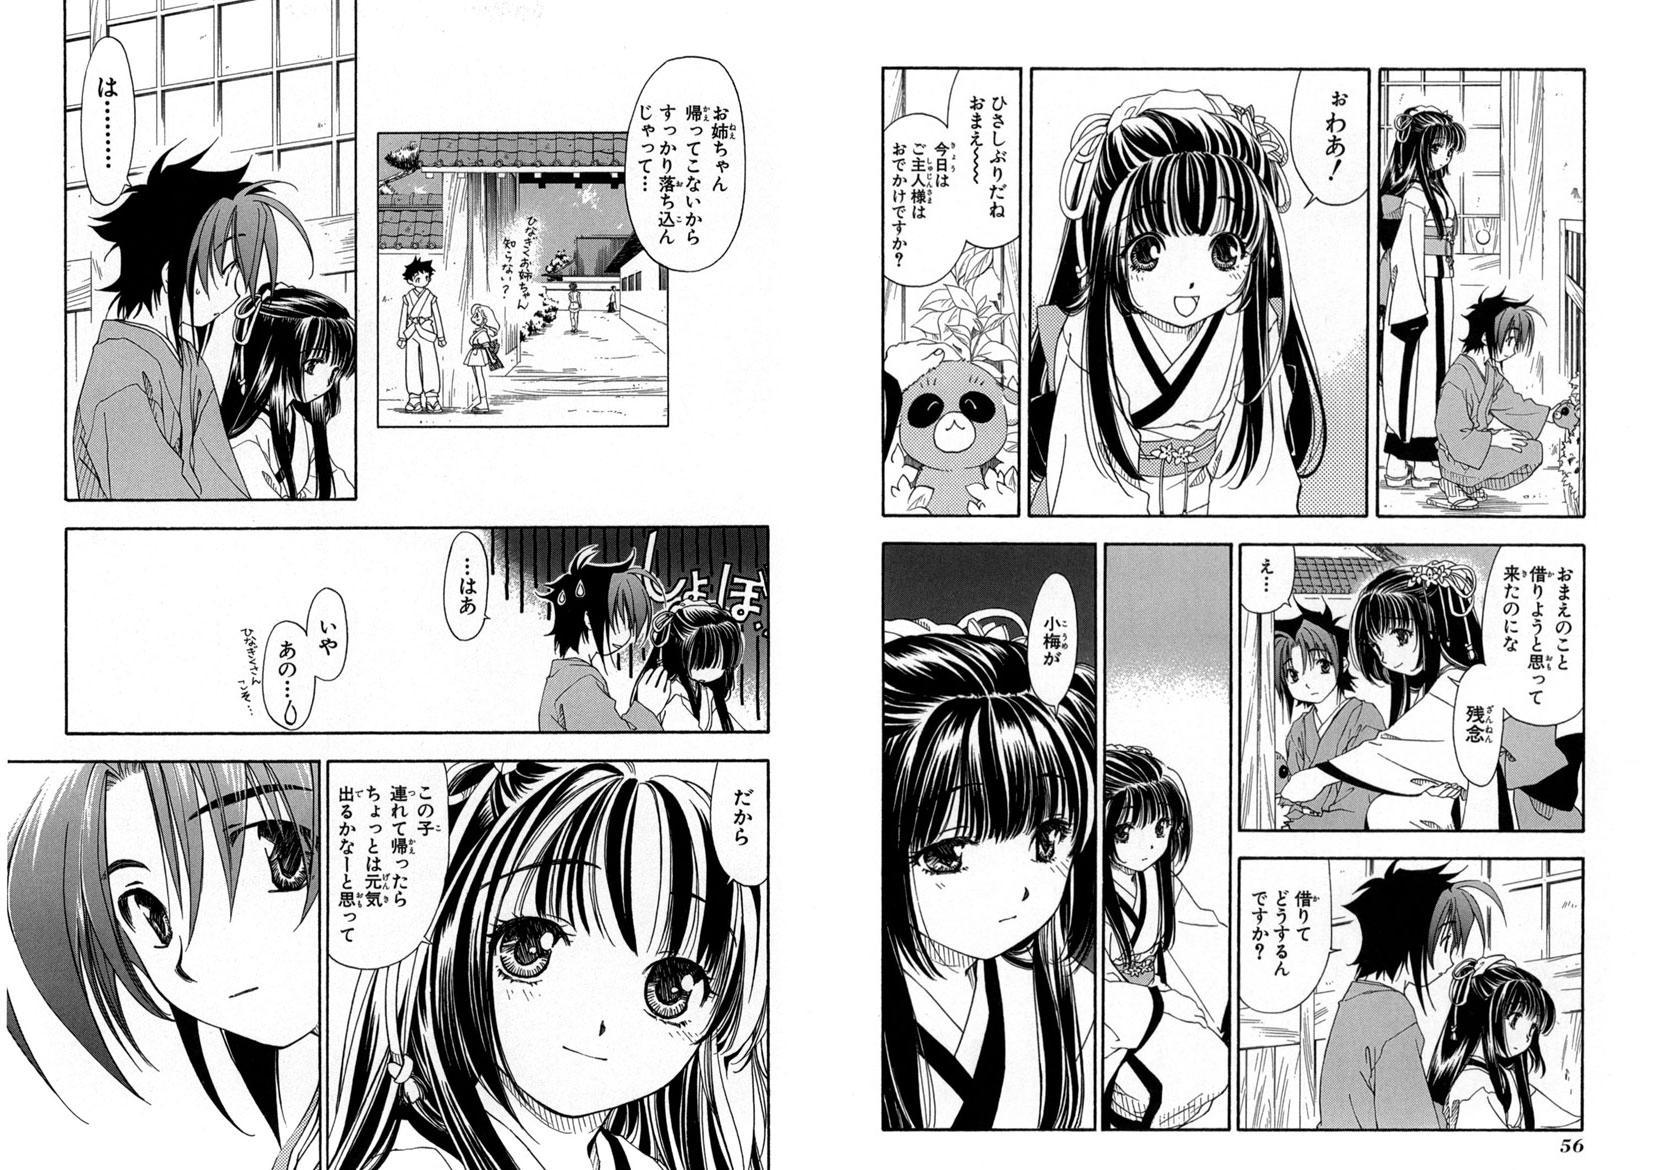 おわあ!
ひさしぶりだね
おまえ〜〜
今日は
ご主人様は
おでかけですか?
おまえのこと
借りようと思って
来たのにな
残念
え…
借りて
どうするん
ですか?
小梅が
56
お姉ちゃん
帰ってこないから
すっかり落ち込ん
じゃって…
ひなぎくお姉ちゃん
知らない?
は………
しょぼ…
…はあ
いや
あの…
ひなぎくさん
こそ…
だから
この子
連れて帰ったら
ちょっとは元気
出るかなーと思って